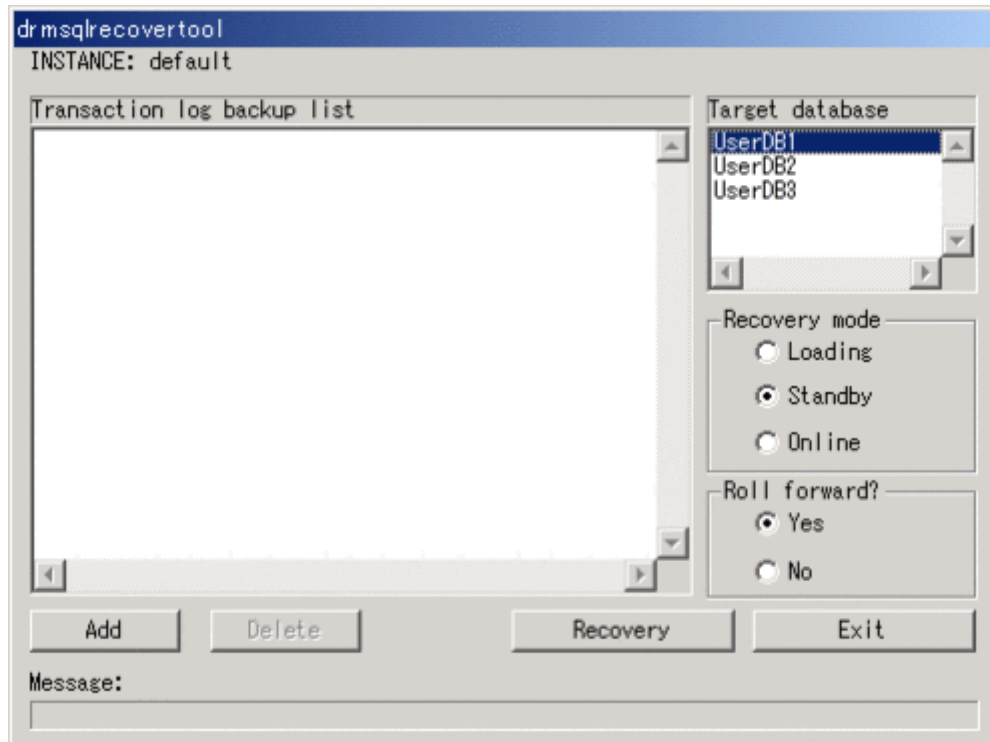 drmsqlrecovertool
INSTANCE: default
Transaction log backup list
Target database
UserDB1
UserDB2
UserDB3
Recovery mode
Loading
Standby
Online
Roll forward?
Yes
No
Add
Delete
Recovery
Exit
Message: